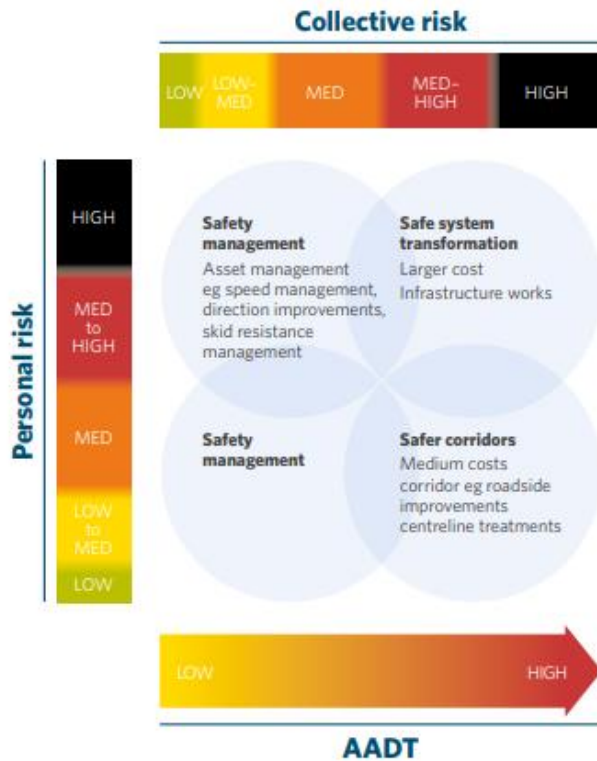 Collective risk
LOW
LOW–
MED
MED
MED–
HIGH
HIGH
Personal risk
HIGH
MED
to
HIGH
MED
LOW
to
MED
LOW
Safety
management
Asset management
eg speed management,
direction improvements,
skid resistance
management
Safe system
transformation
Larger cost
Infrastructure works
Safety
management
Safer corridors
Medium costs
corridor eg roadside
improvements
centreline treatments
LOW
HIGH
AADT